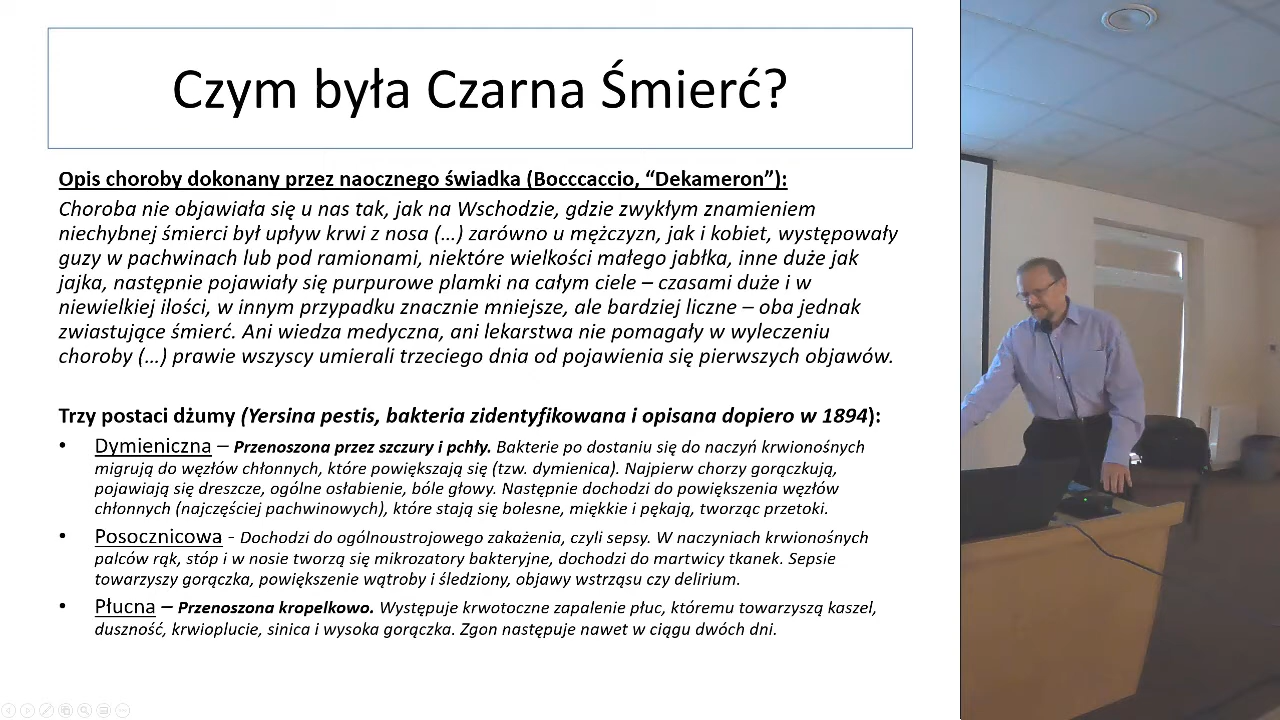 Czym była Czarna Śmierć?
Opis choroby dokonany przez naocznego świadka (Bocccaccio, “Dekameron”):
Choroba nie objawiała się u nas tak, jak na Wschodzie, gdzie zwykłym znamieniem
niechybnej śmierci był upływ krwi z nosa (…) zarówno u mężczyzn, jak i kobiet, występowały
guzy w pachwinach lub pod ramionami, niektóre wielkości małego jabłka, inne duże jak
jajka, następnie pojawiały się purpurowe plamki na całym ciele – czasami duże i w
niewielkiej ilości, w innym przypadku znacznie mniejsze, ale bardziej liczne – oba jednak
zwiastujące śmierć. Ani wiedza medyczna, ani lekarstwa nie pomagały w wyleczeniu
choroby (…) prawie wszyscy umierali trzeciego dnia od pojawienia się pierwszych objawów.
Trzy postaci dżumy (Yersina pestis, bakteria zidentyfikowana i opisana dopiero w 1894):
• Dymieniczna – Przenoszona przez szczury i pchły. Bakterie po dostaniu się do naczyń krwionośnych
migrują do węzłów chłonnych, które powiększają się (tzw. dymienica). Najpierw chorzy gorączkują,
pojawiają się dreszcze, ogólne osłabienie, bóle głowy. Następnie dochodzi do powiększenia węzłów
chłonnych (najczęściej pachwinowych), które stają się bolesne, miękkie i pękają, tworząc przetoki.
• Posocznicowa - Dochodzi do ogólnoustrojowego zakażenia, czyli sepsy. W naczyniach krwionośnych
palców rąk, stóp i w nosie tworzą się mikrozatory bakteryjne, dochodzi do martwicy tkanek. Sepsie
towarzyszy gorączka, powiększenie wątroby i śledziony, objawy wstrząsu czy delirium.
• Płucna – Przenoszona kropelkowo. Występuje krwotoczne zapalenie płuc, któremu towarzyszą kaszel,
duszność, krwioplucie, sinica i wysoka gorączka. Zgon następuje nawet w ciągu dwóch dni.